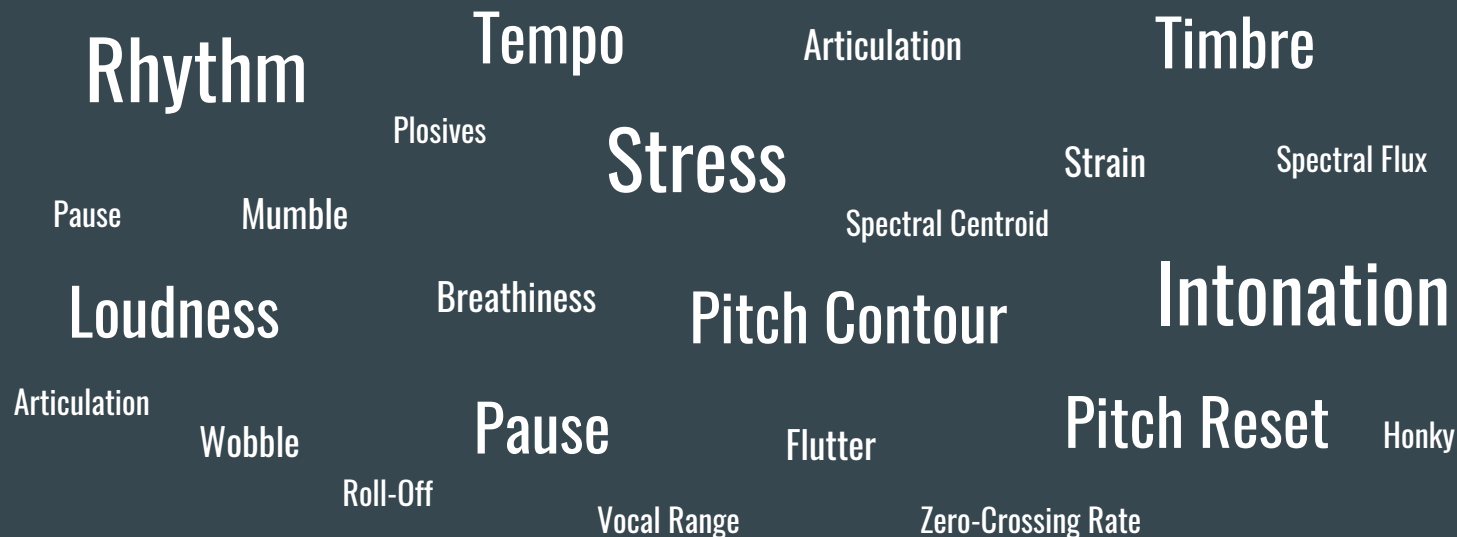 Rhythm
Tempo
Articulation
Timbre
Plosives
Stress
Strain
Spectral Flux
Pause
Mumble
Spectral Centroid
Loudness
Breathiness
Pitch Contour
Intonation
Articulation
Wobble
Pause
Flutter
Pitch Reset
Honky
Roll-Off
Vocal Range
Zero-Crossing Rate